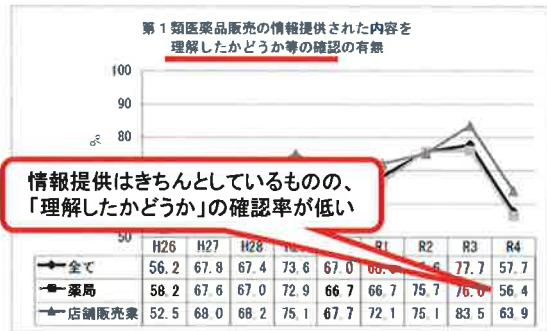 第1類医薬品販売の情報提供された内容を
理解したかどうか等の確認の有無
100
90
80
%
情報提供はきちんとしているものの、
「理解したかどうか」の確認率が低い
50
H26 H27 H28 R1 R2 R3 R4
全て 56.2 67.8 67.4 73.6 67.0 77.7 57.7
薬局 58.2 67.6 67.0 72.9 66.7 66.7 75.7 76.0 56.4
店舗販売業 52.5 68.0 68.2 75.1 67.7 72.1 75.1 83.5 63.9